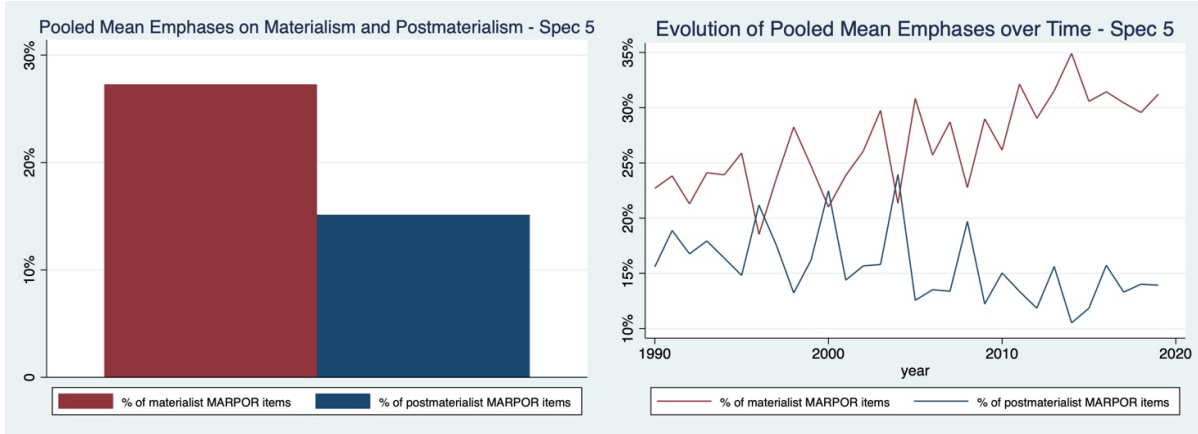 Pooled Mean Emphases on Materialism and Postmaterialism - Spec 5
30%
20%
10%
0
% of materialist MARPOR items
% of postmaterialist MARPOR items
Evolution of Pooled Mean Emphases over Time - Spec 5
35%
30%
25%
20%
15%
10%
1990
2000
2010
2020
year
% of materialist MARPOR items
% of postmaterialist MARPOR items